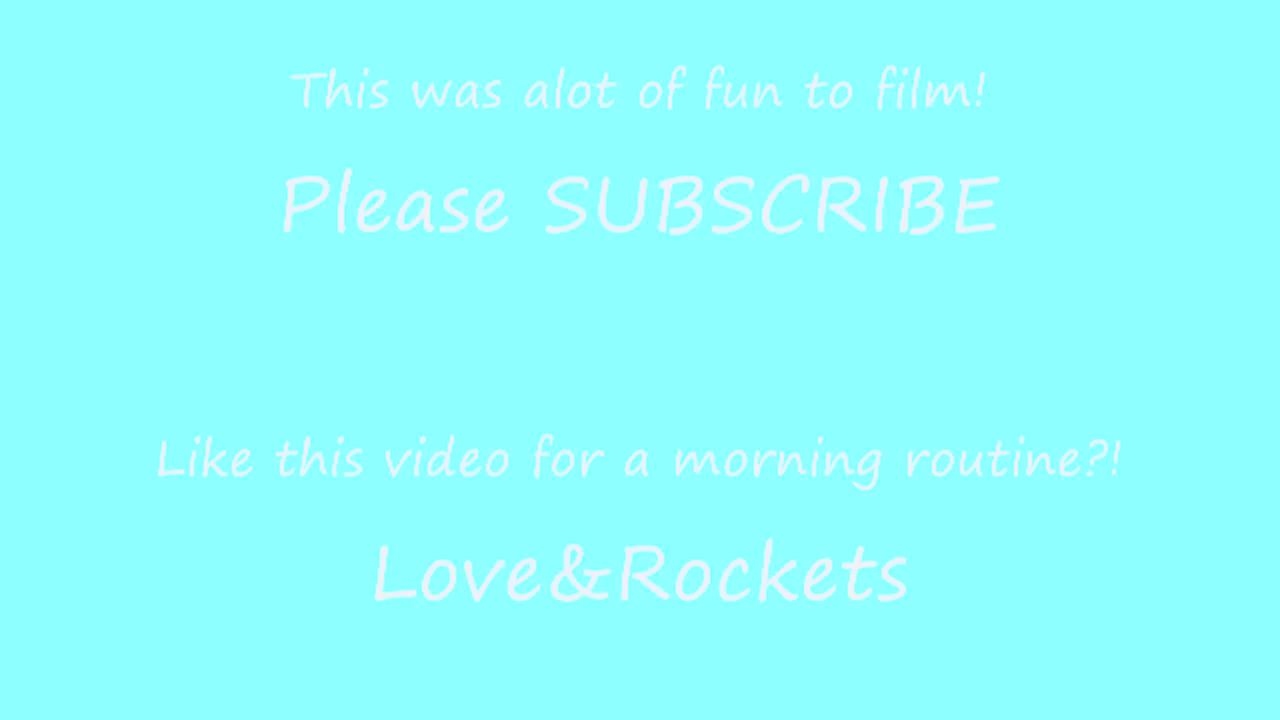 This was alot of fun to film!
Please SUBSCRIBE
Like this video for a morning routine?!
Love&Rockets